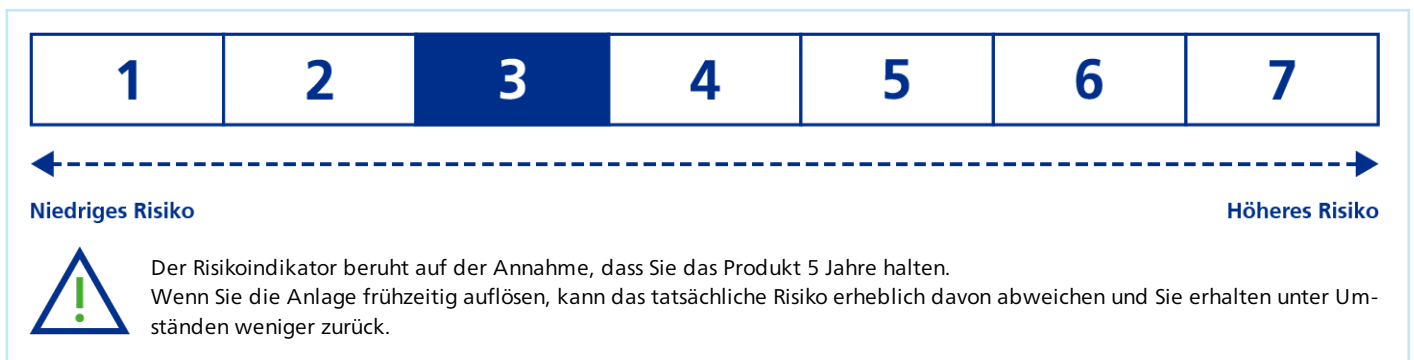 1 2 3 4 5 6 7
Niedriges Risiko Höheres Risiko
Der Risikoindikator beruht auf der Annahme, dass Sie das Produkt 5 Jahre halten.
Wenn Sie die Anlage frühzeitig auflösen, kann das tatsächliche Risiko erheblich davon abweichen und Sie erhalten unter Um-
ständen weniger zurück.